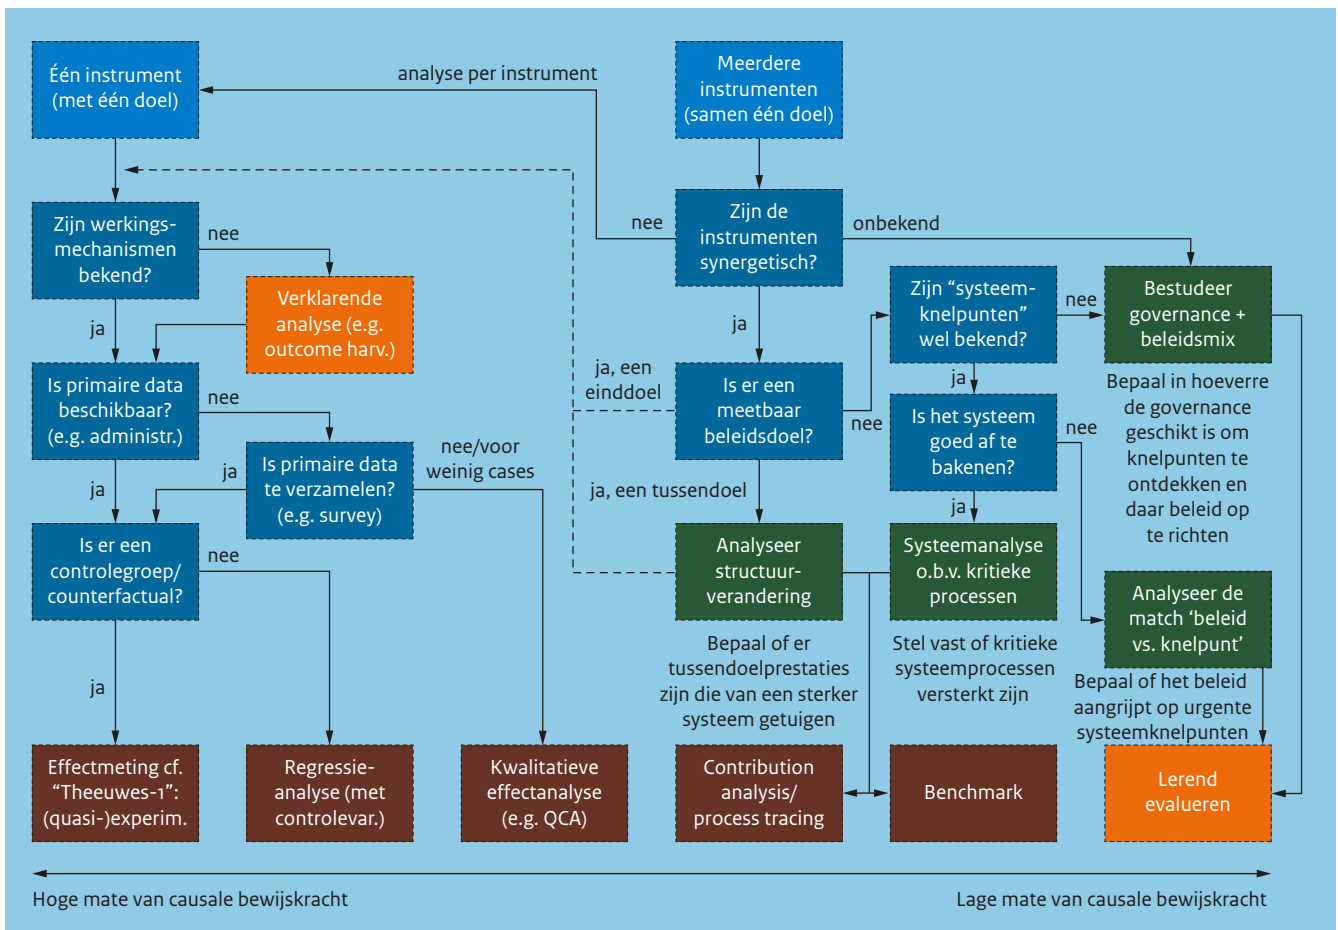 Één instrument
(met één doel)
analyse per instrument
Meerdere
instrumenten
(samen één doel)
Zijn werkings-
mechanismen
bekend?
nee
nee
Zijn de
instrumenten
synergetisch?
onbekend
Verklarende
analyse (e.g.
outcome harv.)
ja
ja
Zijn “systeem-
knelpunten”
wel bekend?
nee
Bestudeer
governance +
beleidsmix
Is primaire data
beschikbaar?
(e.g. administr.)
nee
ja, een
einddoel
Is er een
meetbaar
beleidsdoel?
nee
ja
Is het systeem
goed af te
bakenen?
nee
Bepaal in hoeverre
de governance
geschikt is om
knelpunten te
ontdekken en
daar beleid op
te richten
ja
ja
Is primaire data
te verzamelen?
(e.g. survey)
nee/voor
weinig cases
ja, een tussendoel
ja
Is er een
controlegroep/
counterfactual?
nee
Analyseer
structuur-
verandering
Systeemanalyse
o.b.v. kritieke
processen
Analyseer de
match ‘beleid
vs. knelpunt’
Bepaal of er
tussendoelprestaties
zijn die van een sterker
systeem getuigen
Stel vast of kritieke
systeemprocessen
versterkt zijn
Bepaal of het beleid
aangrijpt op urgente
systeemknelpunten
ja
Effectmeting cf.
“Theeuwes-1”:
(quasi-)experim.
Regressie-
analyse (met
controlevar.)
Kwalitatieve
effectanalyse
(e.g. QCA)
Contribution
analysis/
process tracing
Benchmark
Lerend
evalueren
Hoge mate van causale bewijskracht
Lage mate van causale bewijskracht